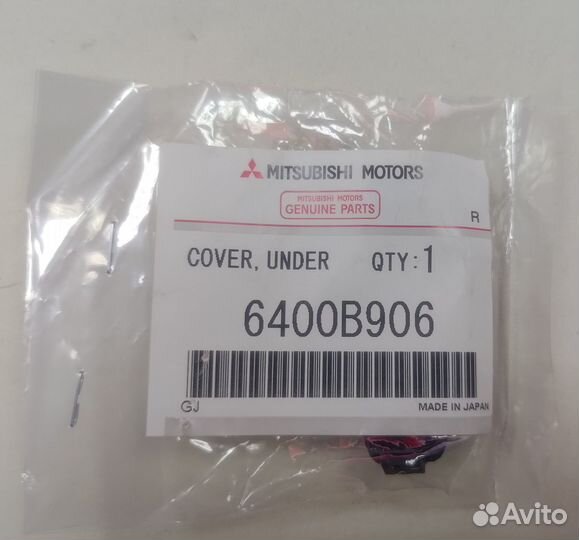 MITSUBISHI MOTORS
MITSUBISHI MOTORS
GENUINE PARTS
R
COVER, UNDER QTY:1
6400B906
GJ MADE IN JAPAN
Avito